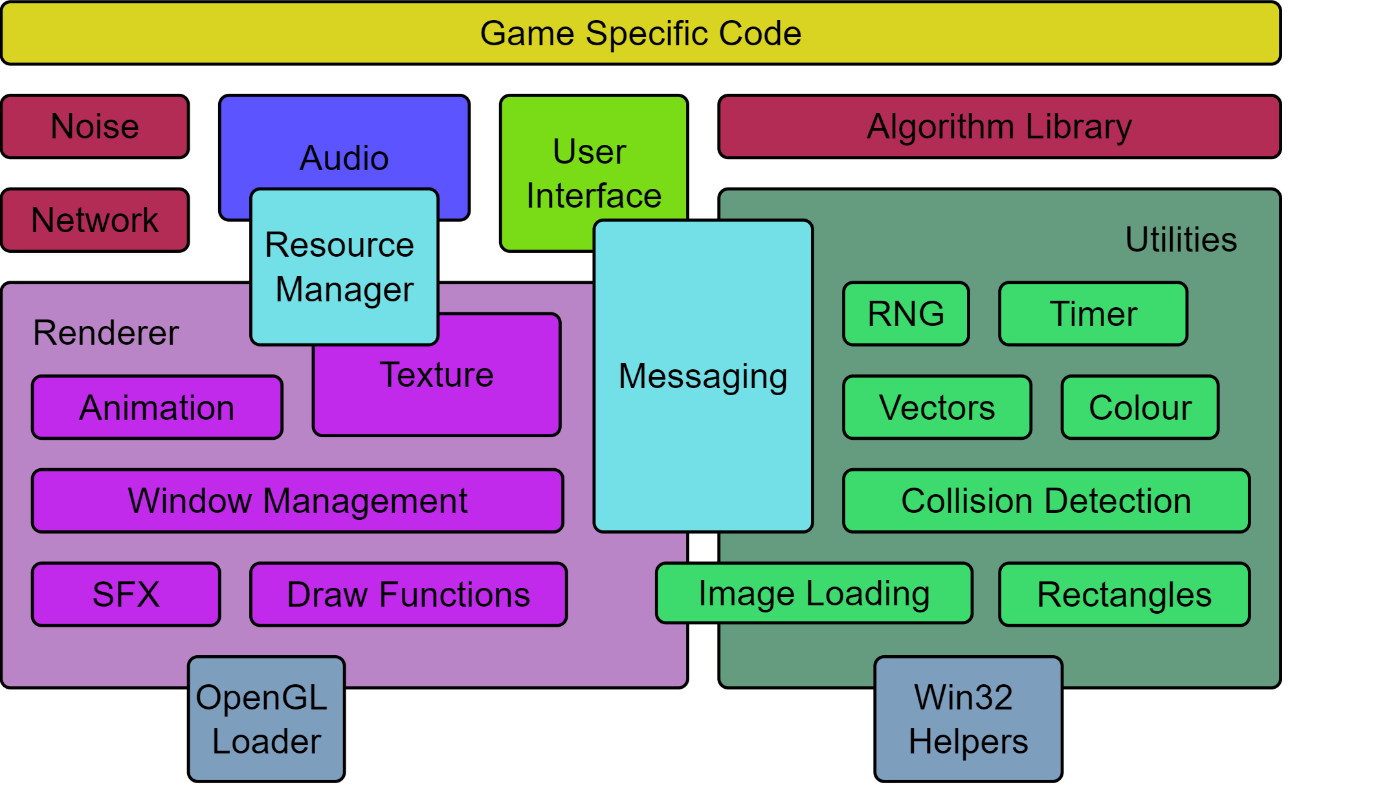 Game Specific Code
Noise
Audio
User
Interface
Algorithm Library
Network
Resource
Manager
Utilities
Renderer
RNG
Timer
Texture
Messaging
Animation
Vectors
Colour
Window Management
Collision Detection
SFX
Draw Functions
Image Loading
Rectangles
OpenGL
Loader
Win32
Helpers